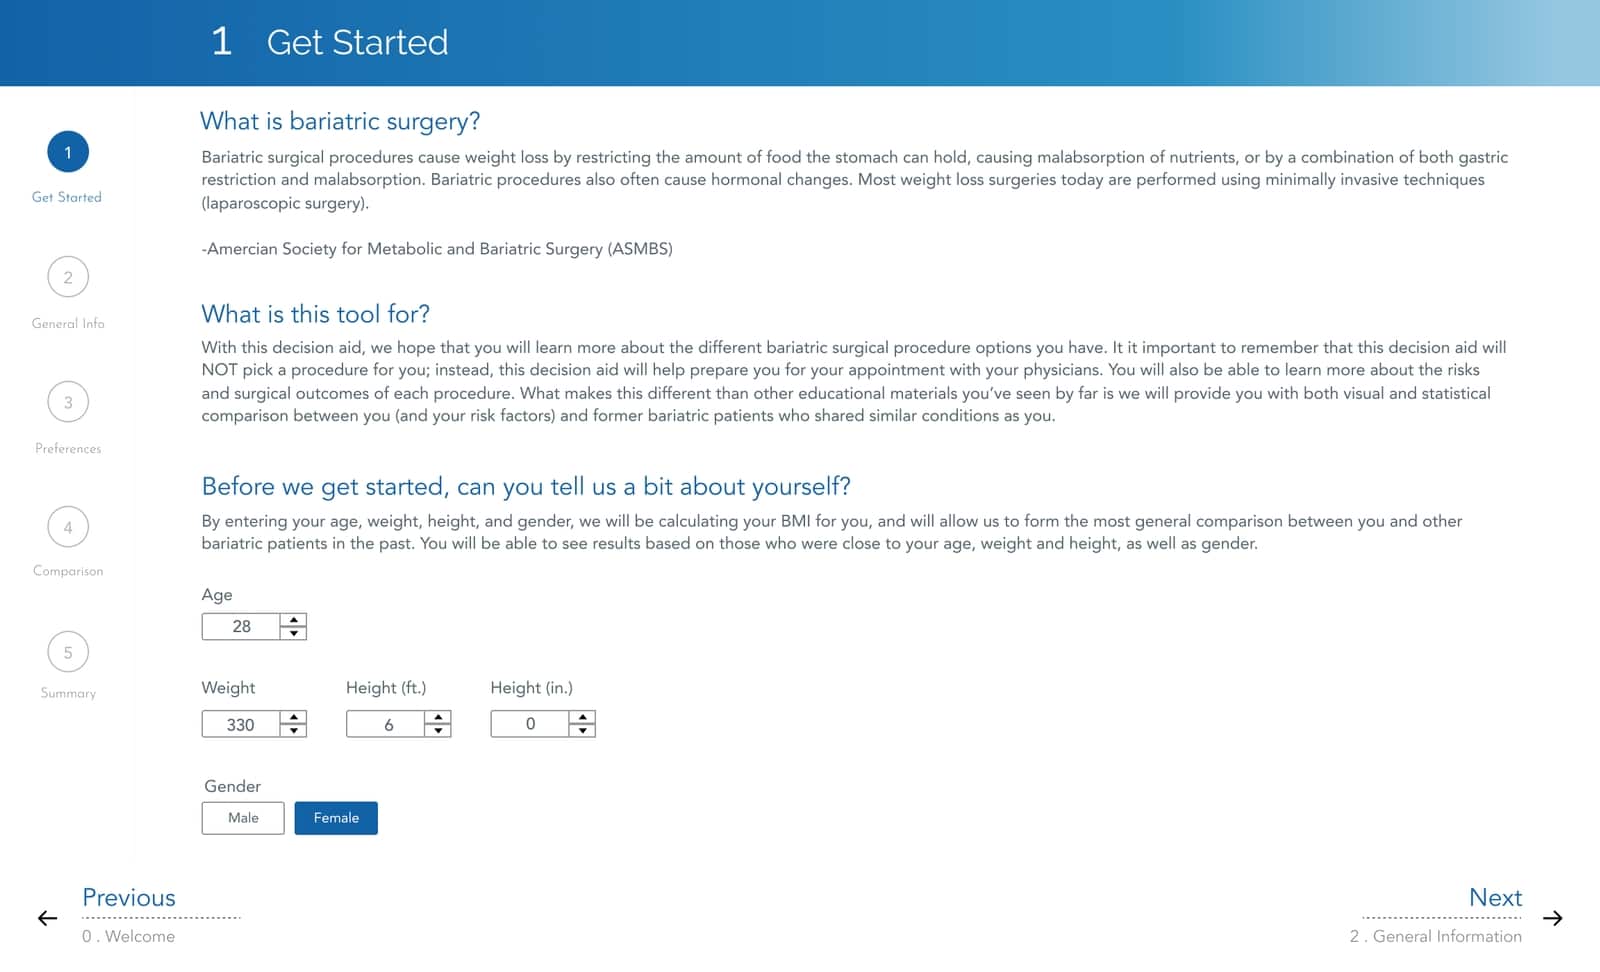 1 Get Started
1
Get Started
2
General Info
3
Preferences
4
Comparison
5
Summary
What is bariatric surgery?
Bariatric surgical procedures cause weight loss by restricting the amount of food the stomach can hold, causing malabsorption of nutrients, or by a combination of both gastric
restriction and malabsorption. Bariatric procedures also often cause hormonal changes. Most weight loss surgeries today are performed using minimally invasive techniques
(laparoscopic surgery).
-Amercian Society for Metabolic and Bariatric Surgery (ASMBS)
What is this tool for?
With this decision aid, we hope that you will learn more about the different bariatric surgical procedure options you have. It it important to remember that this decision aid will
NOT pick a procedure for you; instead, this decision aid will help prepare you for your appointment with your physicians. You will also be able to learn more about the risks
and surgical outcomes of each procedure. What makes this different than other educational materials you’ve seen by far is we will provide you with both visual and statistical
comparison between you (and your risk factors) and former bariatric patients who shared similar conditions as you.
Before we get started, can you tell us a bit about yourself?
By entering your age, weight, height, and gender, we will be calculating your BMI for you, and will allow us to form the most general comparison between you and other
bariatric patients in the past. You will be able to see results based on those who were close to your age, weight and height, as well as gender.
Age
28
Weight Height (ft.) Height (in.)
330 6 0
Gender
Male Female
Previous
0 . Welcome
Next
2 . General Information